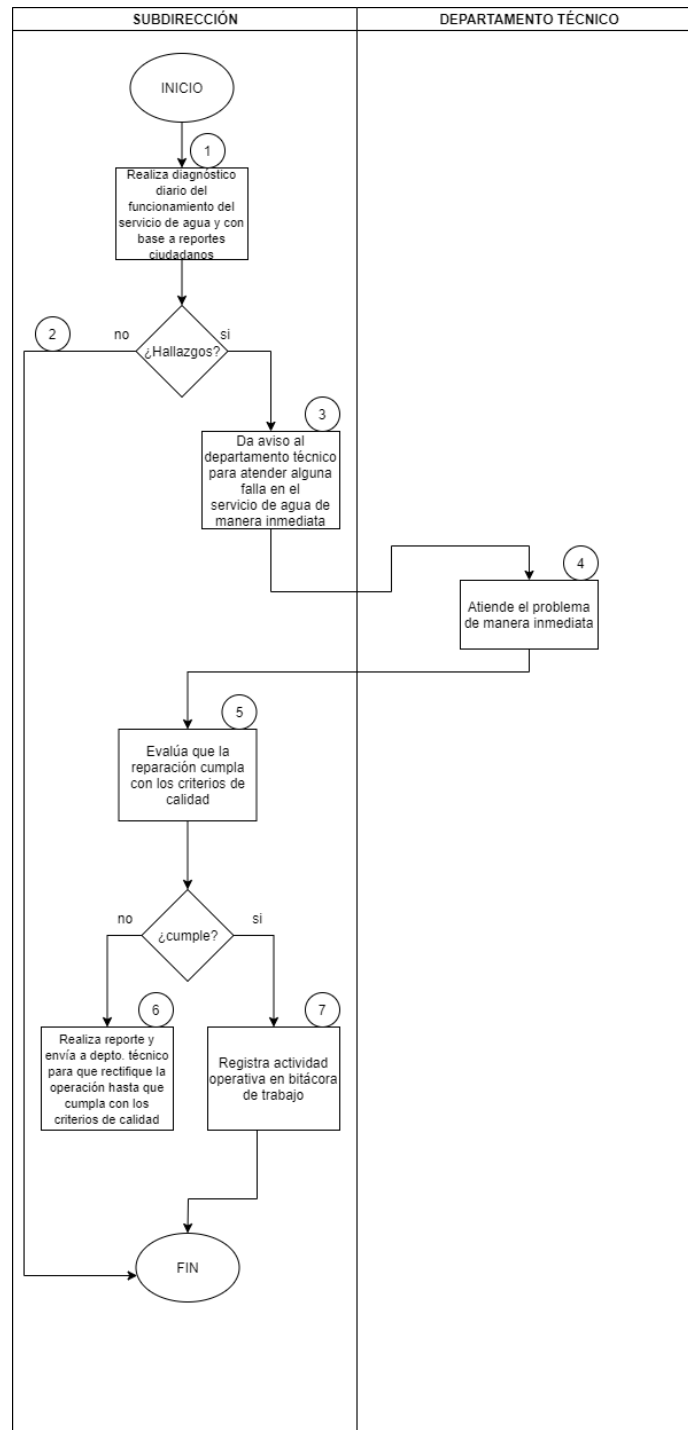 SUBDIRECCIÓN
DEPARTAMENTO TÉCNICO
INICIO
1
Realiza diagnóstico
diario del
funcionamiento del
servicio de agua y con
base a reportes
ciudadanos
2
no
¿Hallazgos?
si
3
Da aviso al
departamento técnico
para atender alguna
falla en el
servicio de agua de
manera inmediata
4
Atiende el problema
de manera inmediata
5
Evalúa que la
reparación cumpla
con los criterios de
calidad
no
¿cumple?
si
6
Realiza reporte y
envía a depto. técnico
para que rectifique la
operación hasta que
cumpla con los
criterios de calidad
7
Registra actividad
operativa en bitácora
de trabajo
FIN